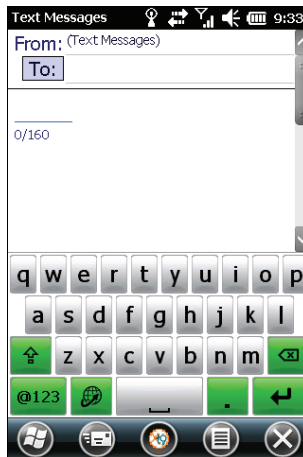 Text Messages 9:33
From: (Text Messages)
To:
0/160
q w e r t y u i o p
a s d f g h j k l
z x c v b n m
@123 .